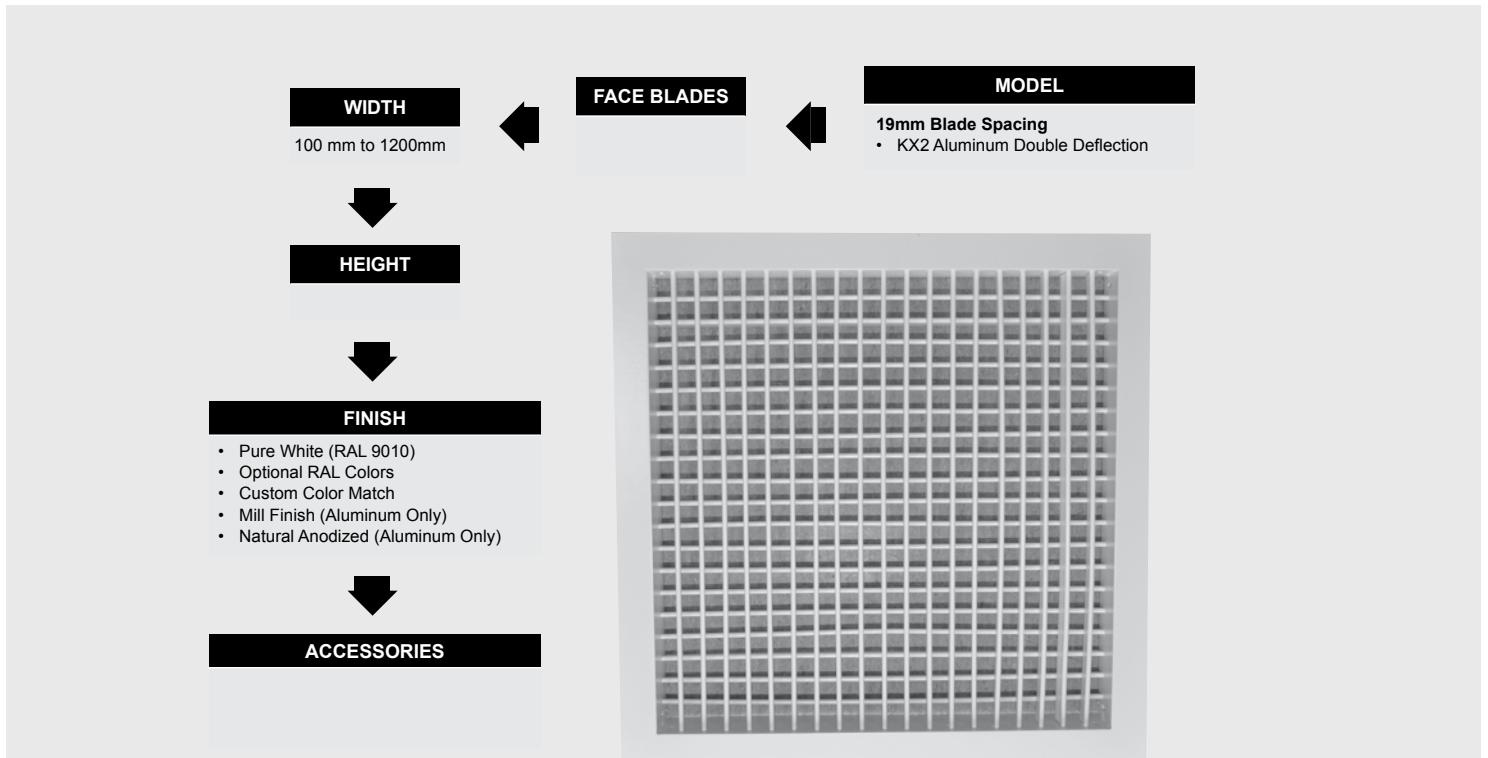 MODEL
19mm Blade Spacing
• KX2 Aluminum Double Deflection
FACE BLADES
WIDTH
100 mm to 1200mm
HEIGHT
FINISH
• Pure White (RAL 9010)
• Optional RAL Colors
• Custom Color Match
• Mill Finish (Aluminum Only)
• Natural Anodized (Aluminum Only)
ACCESSORIES